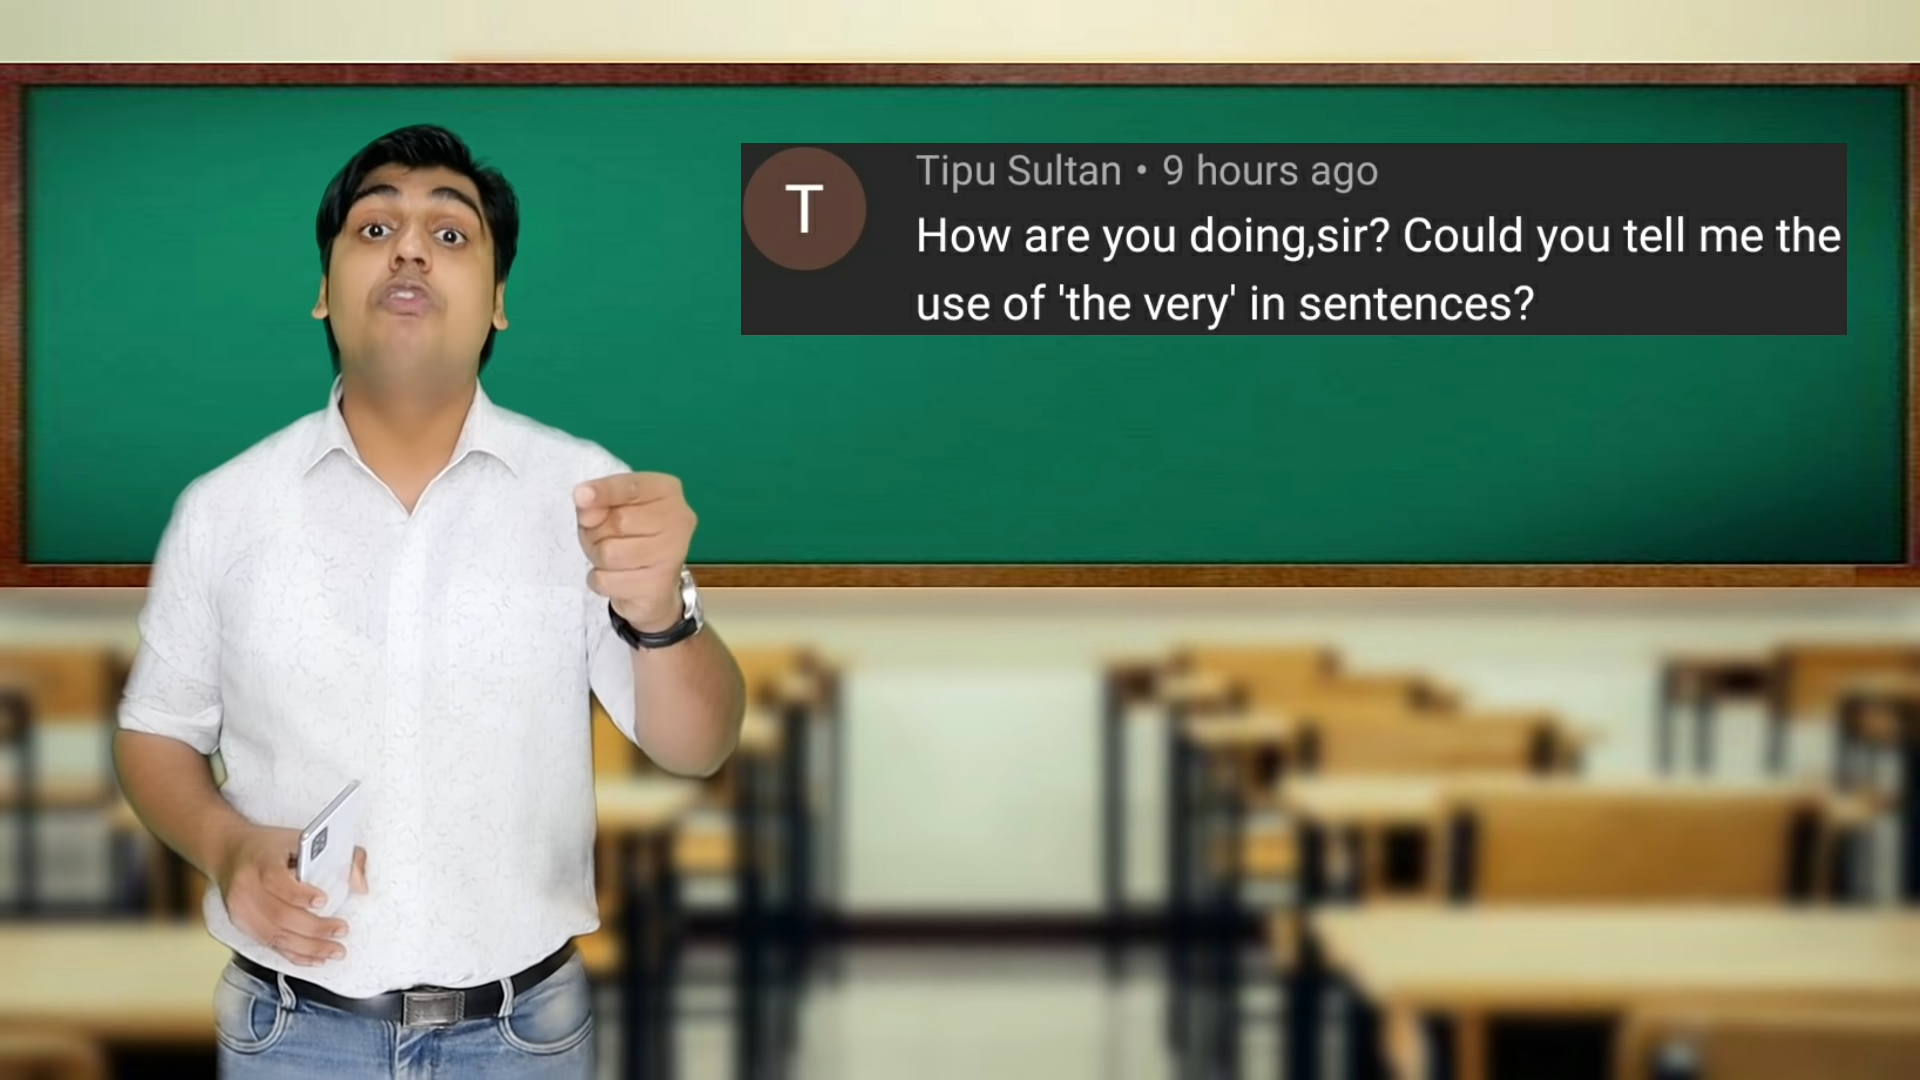 T
Tipu Sultan • 9 hours ago
How are you doing,sir? Could you tell me the
use of 'the very' in sentences?